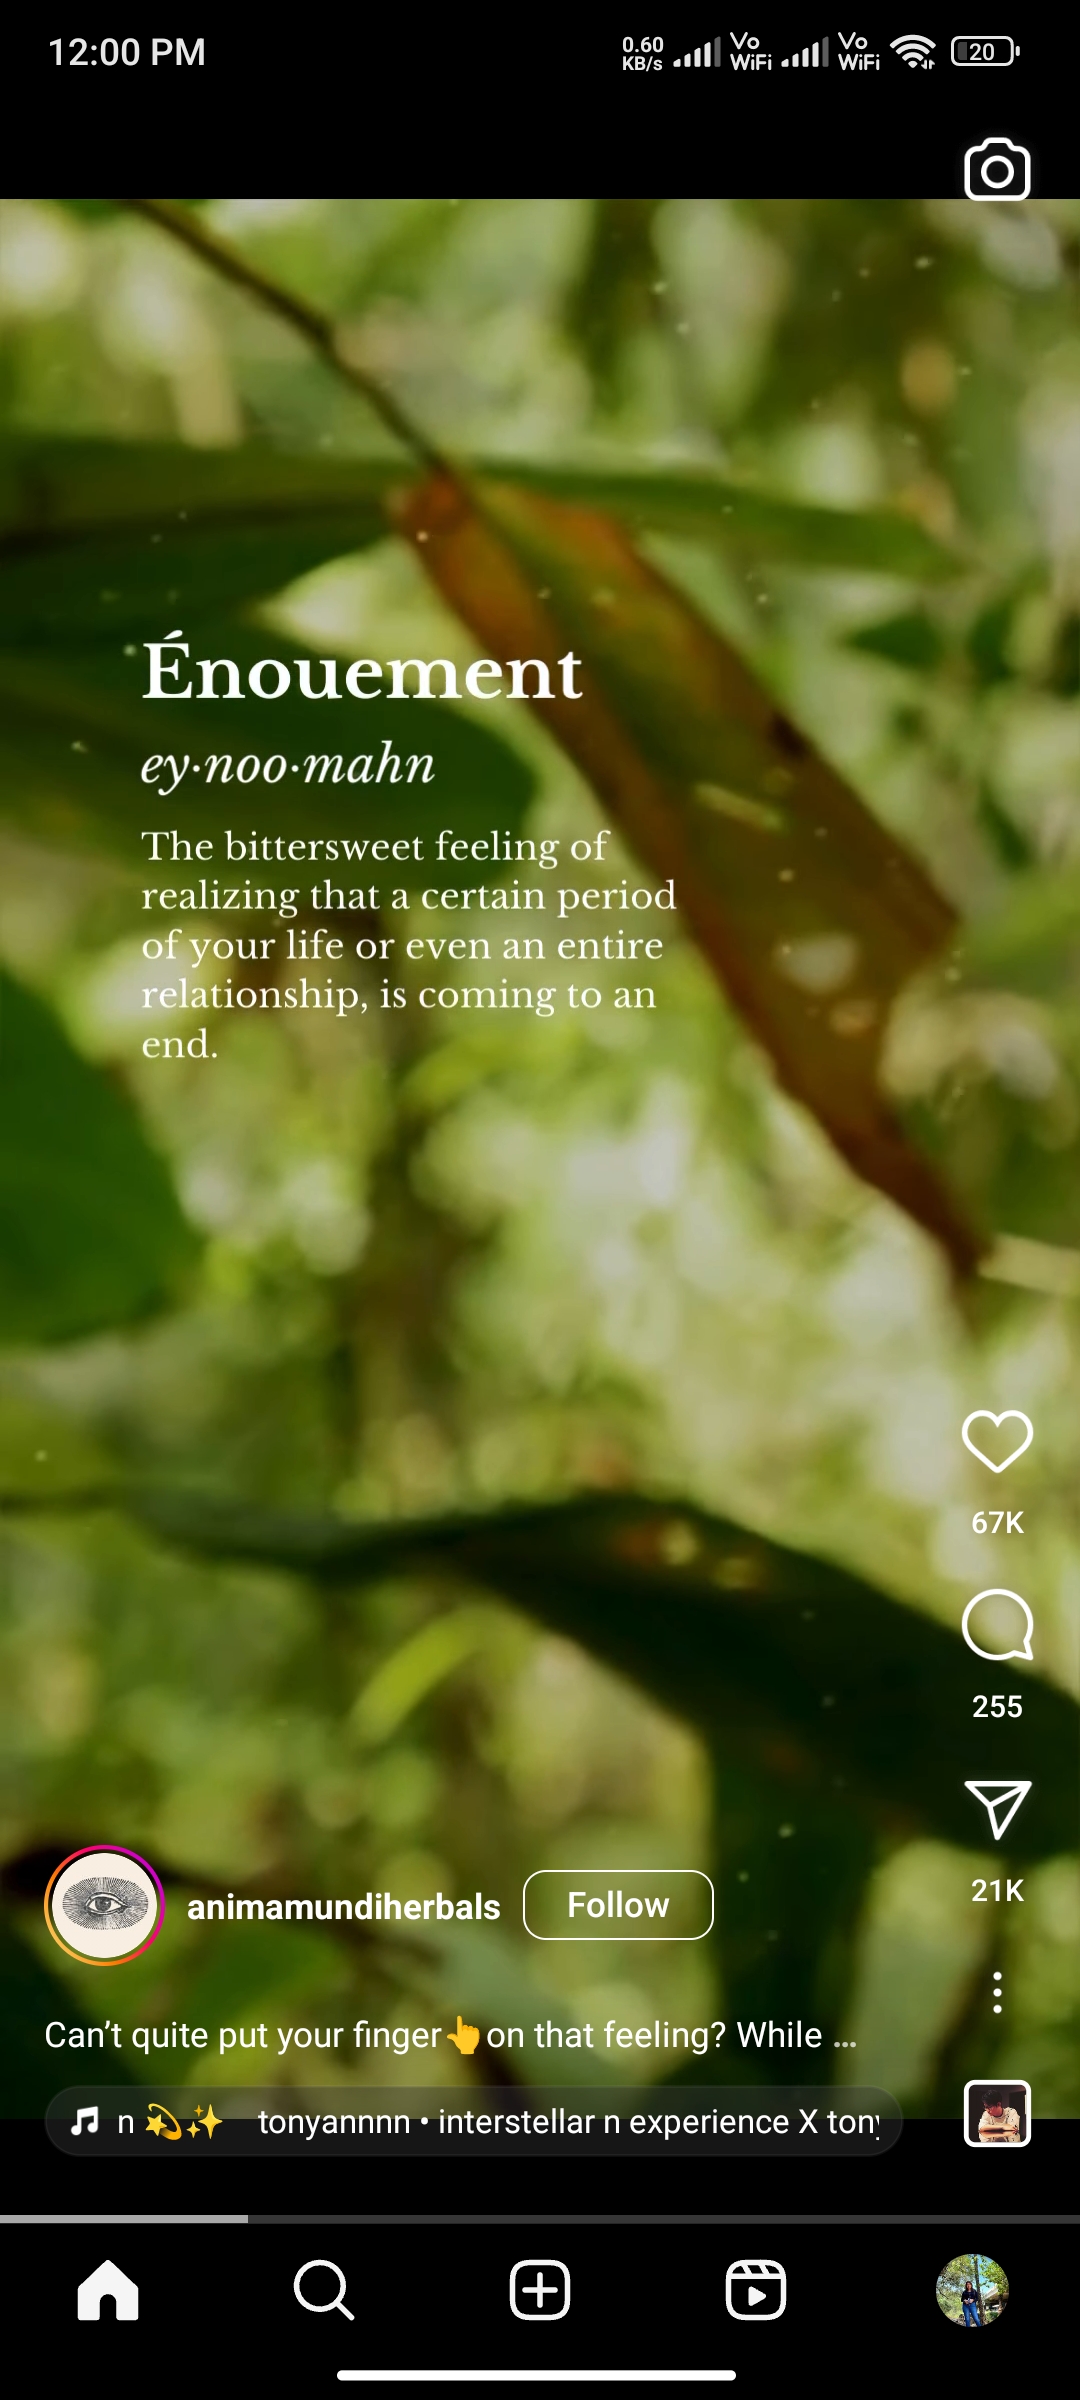 12:00 PM
0.60 KB/s Vo WiFi Vo WiFi 20
Énouement
ey·noo·mahn
The bittersweet feeling of
realizing that a certain period
of your life or even an entire
relationship, is coming to an
end.
67K
255
21K
animamundiherbals Follow
Can’t quite put your finger👆on that feeling? While ...
n 💫✨ tonyannnn • interstellar n experience X tony